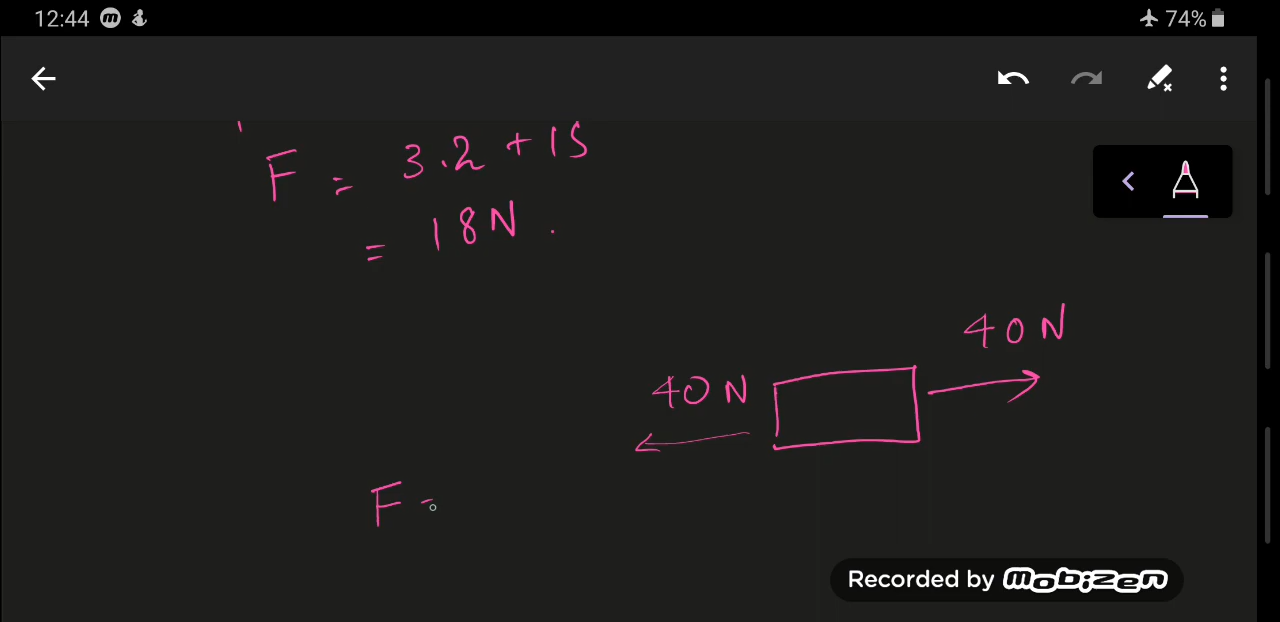 12:44 74%
F = 3.2 + 15
= 18N.
40N
40N
F =
Recorded by mobizen